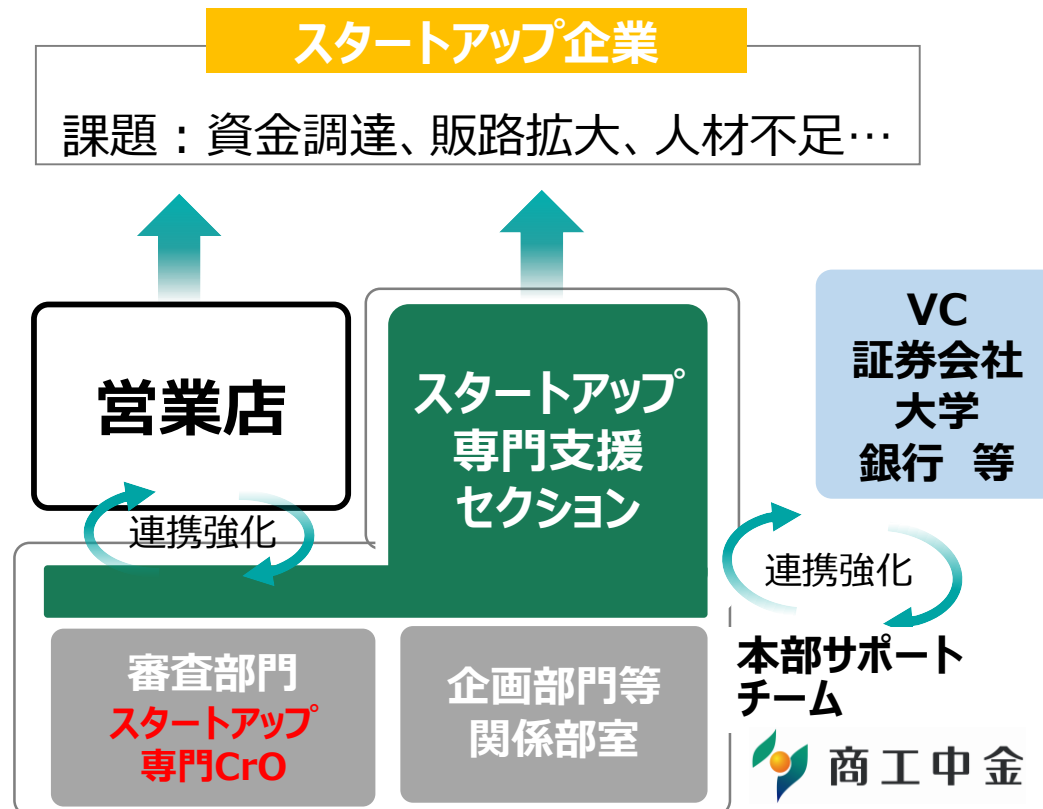 スタートアップ企業
課題：資金調達、販路拡大、人材不足…
営業店
スタートアップ
専門支援
セクション
VC
証券会社
大学
銀行 等
連携強化
連携強化
審査部門
スタートアップ
専門CrO
企画部門等
関係部室
本部サポート
チーム
商工中金